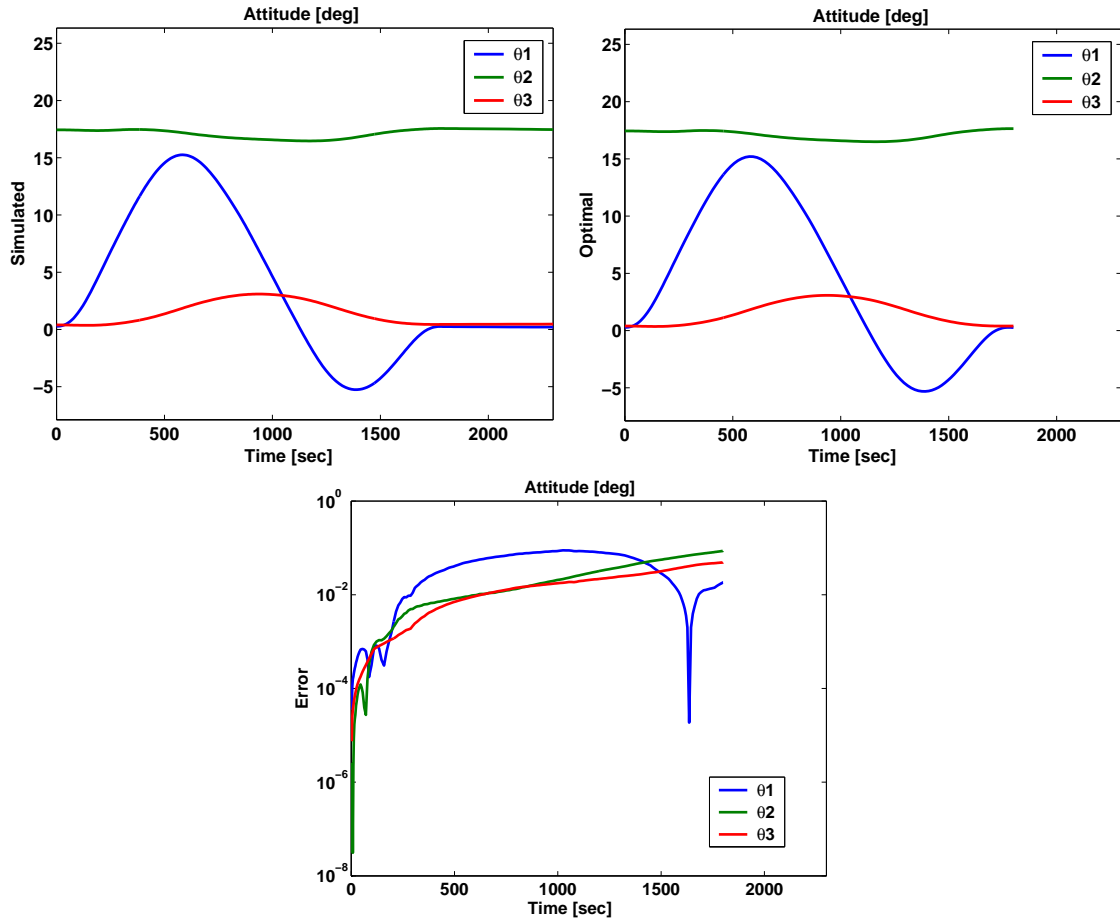 Attitude [deg]
Simulated
25
20
15
10
5
0
−5
0 500 1000 1500 2000
Time [sec]
θ1
θ2
θ3
Attitude [deg]
Optimal
25
20
15
10
5
0
−5
0 500 1000 1500 2000
Time [sec]
θ1
θ2
θ3
Attitude [deg]
Error
10^0
10^−2
10^−4
10^−6
10^−8
0 500 1000 1500 2000
Time [sec]
θ1
θ2
θ3